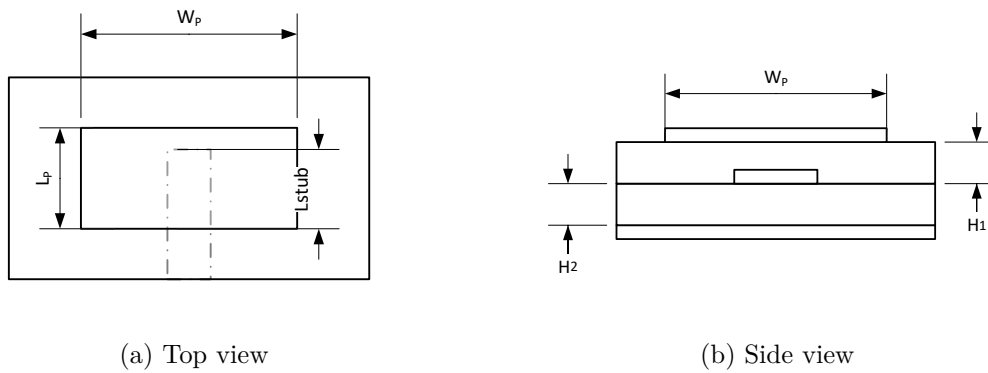 W_P
L_P
Lstub
(a) Top view
W_P
H1
H2
(b) Side view